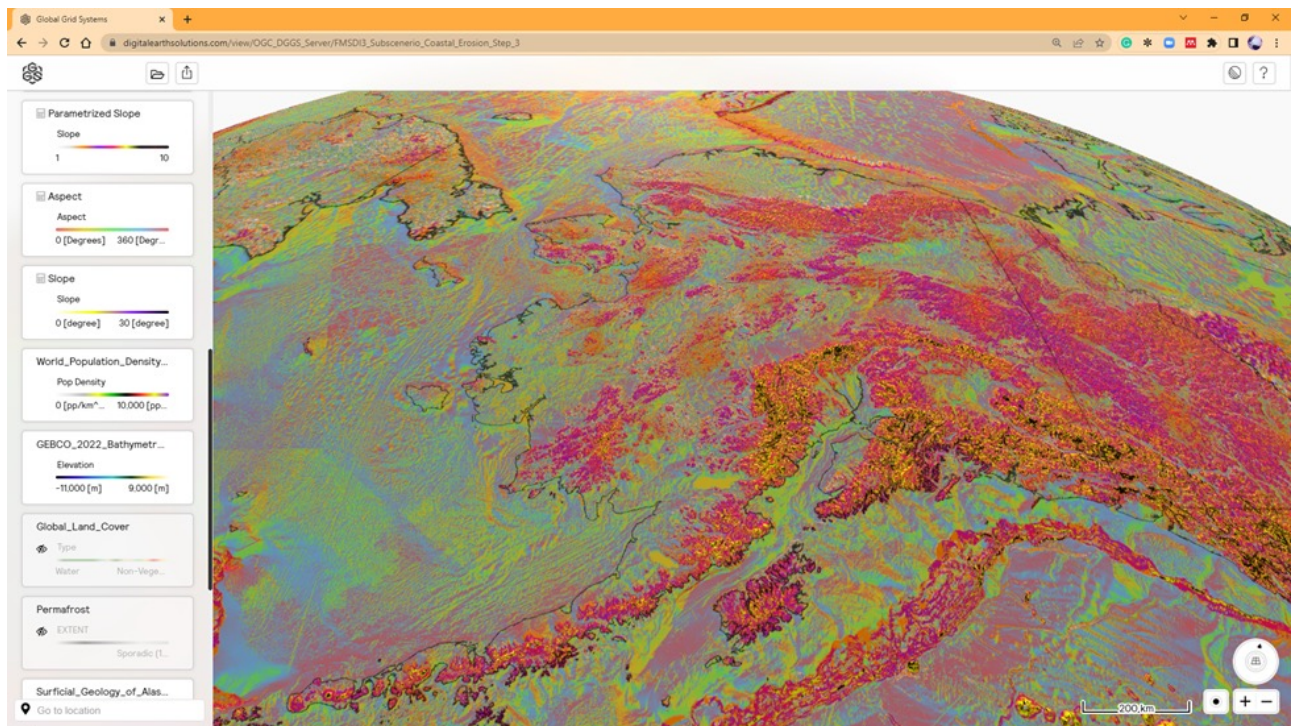 Global Grid Systems
digitalearthsolutions.com/view/OGC_DGGS_Server/FMSDI3_Subscenerio_Coastal_Erosion_Step_3
Parametrized Slope
Slope
1 10
Aspect
Aspect
0 [Degrees] 360 [Degr...
Slope
Slope
0 [degree] 30 [degree]
World_Population_Density...
Pop Density
0 [pp/km^... 10,000 [pp...
GEBCO_2022_Bathymetr...
Elevation
-11,000 [m] 9,000 [m]
Global_Land_Cover
Type
Water Non-Vege...
Permafrost
EXTENT
Sporadic (1...
Surficial_Geology_of_Alas...
Go to location
200 km